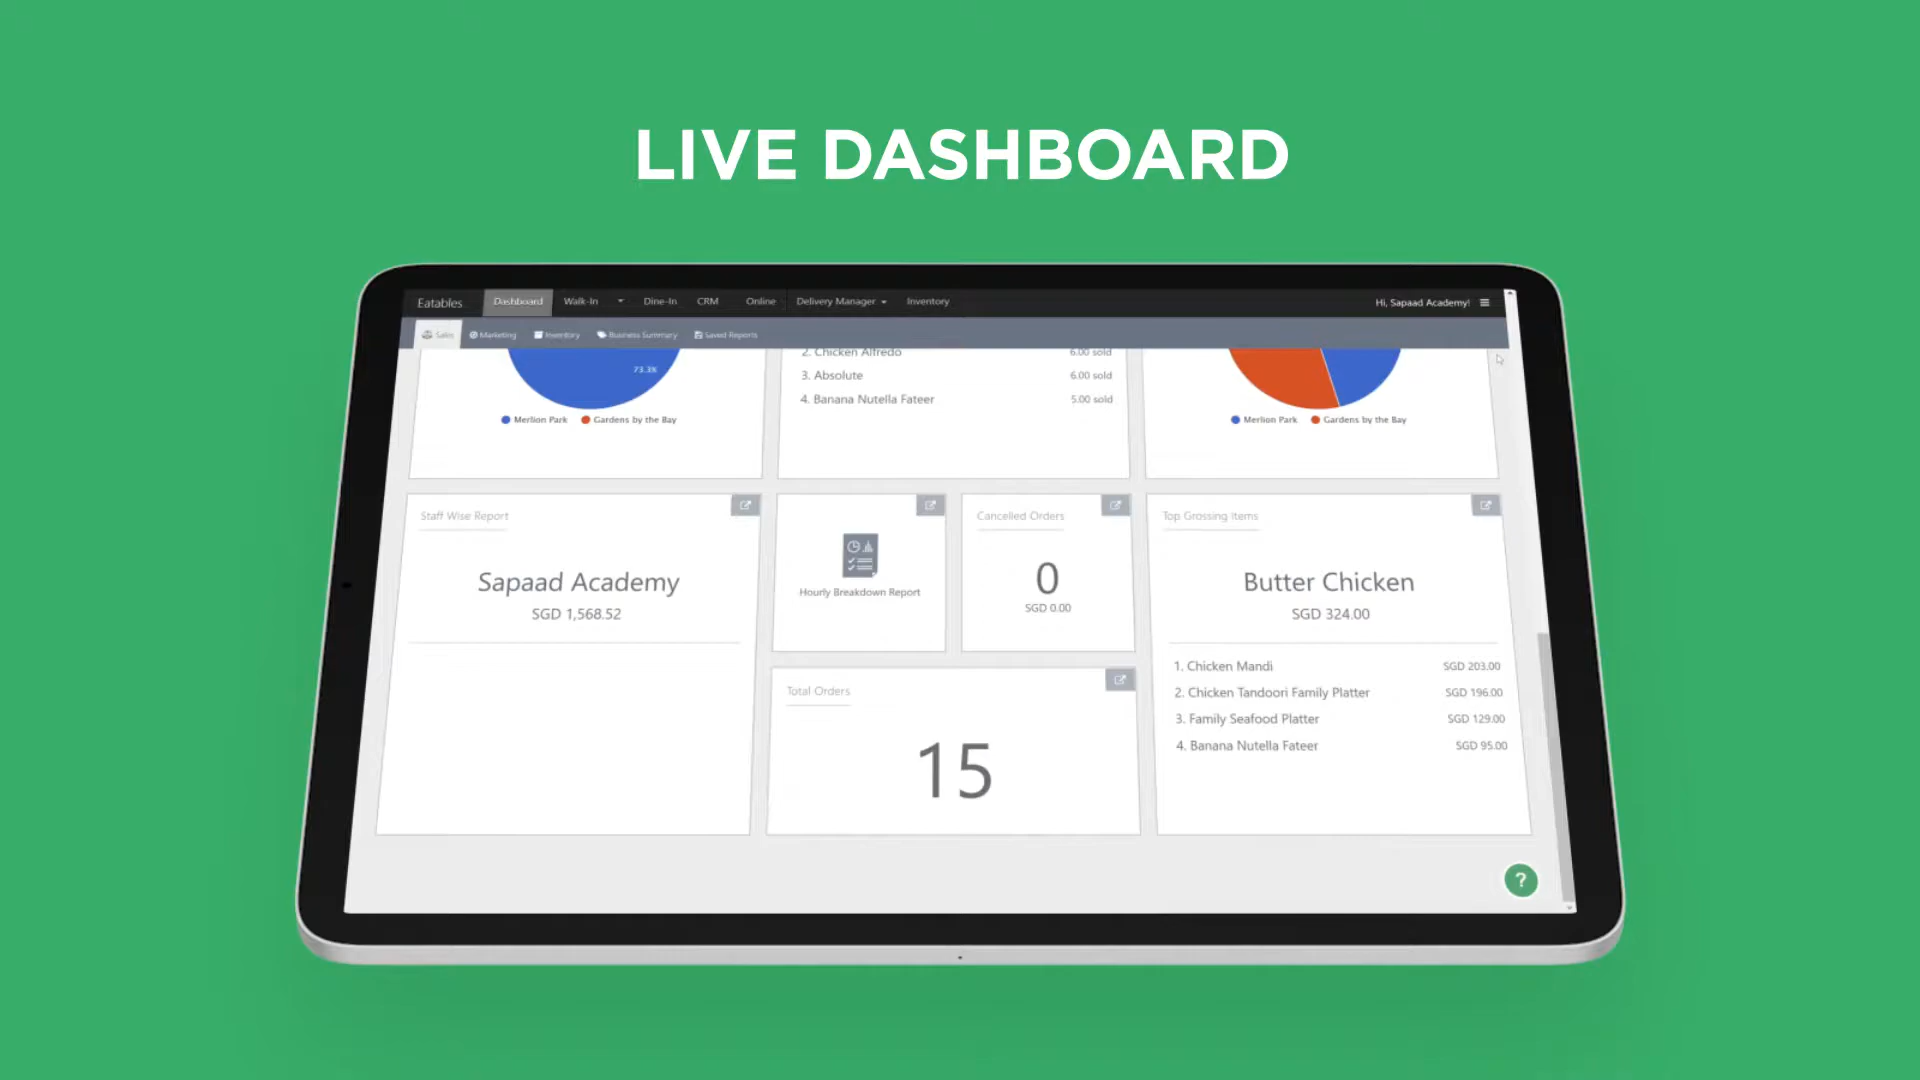 LIVE DASHBOARD
Eatables Dashboard Walk-In Dine-In CRM Online Delivery Manager Inventory Hi, Sapaad Academy!
Sales Marketing Inventory Business Summary Saved Reports
73.3%
Merlion Park Gardens by the Bay
2. Chicken Alfredo 6.00 sold
3. Absolute 6.00 sold
4. Banana Nutella Fateer 5.00 sold
Merlion Park Gardens by the Bay
Staff Wise Report
Sapaad Academy
SGD 1,568.52
Hourly Breakdown Report
Cancelled Orders
0
SGD 0.00
Total Orders
15
Top Grossing Items
Butter Chicken
SGD 324.00
1. Chicken Mandi SGD 203.00
2. Chicken Tandoori Family Platter SGD 196.00
3. Family Seafood Platter SGD 129.00
4. Banana Nutella Fateer SGD 95.00
?